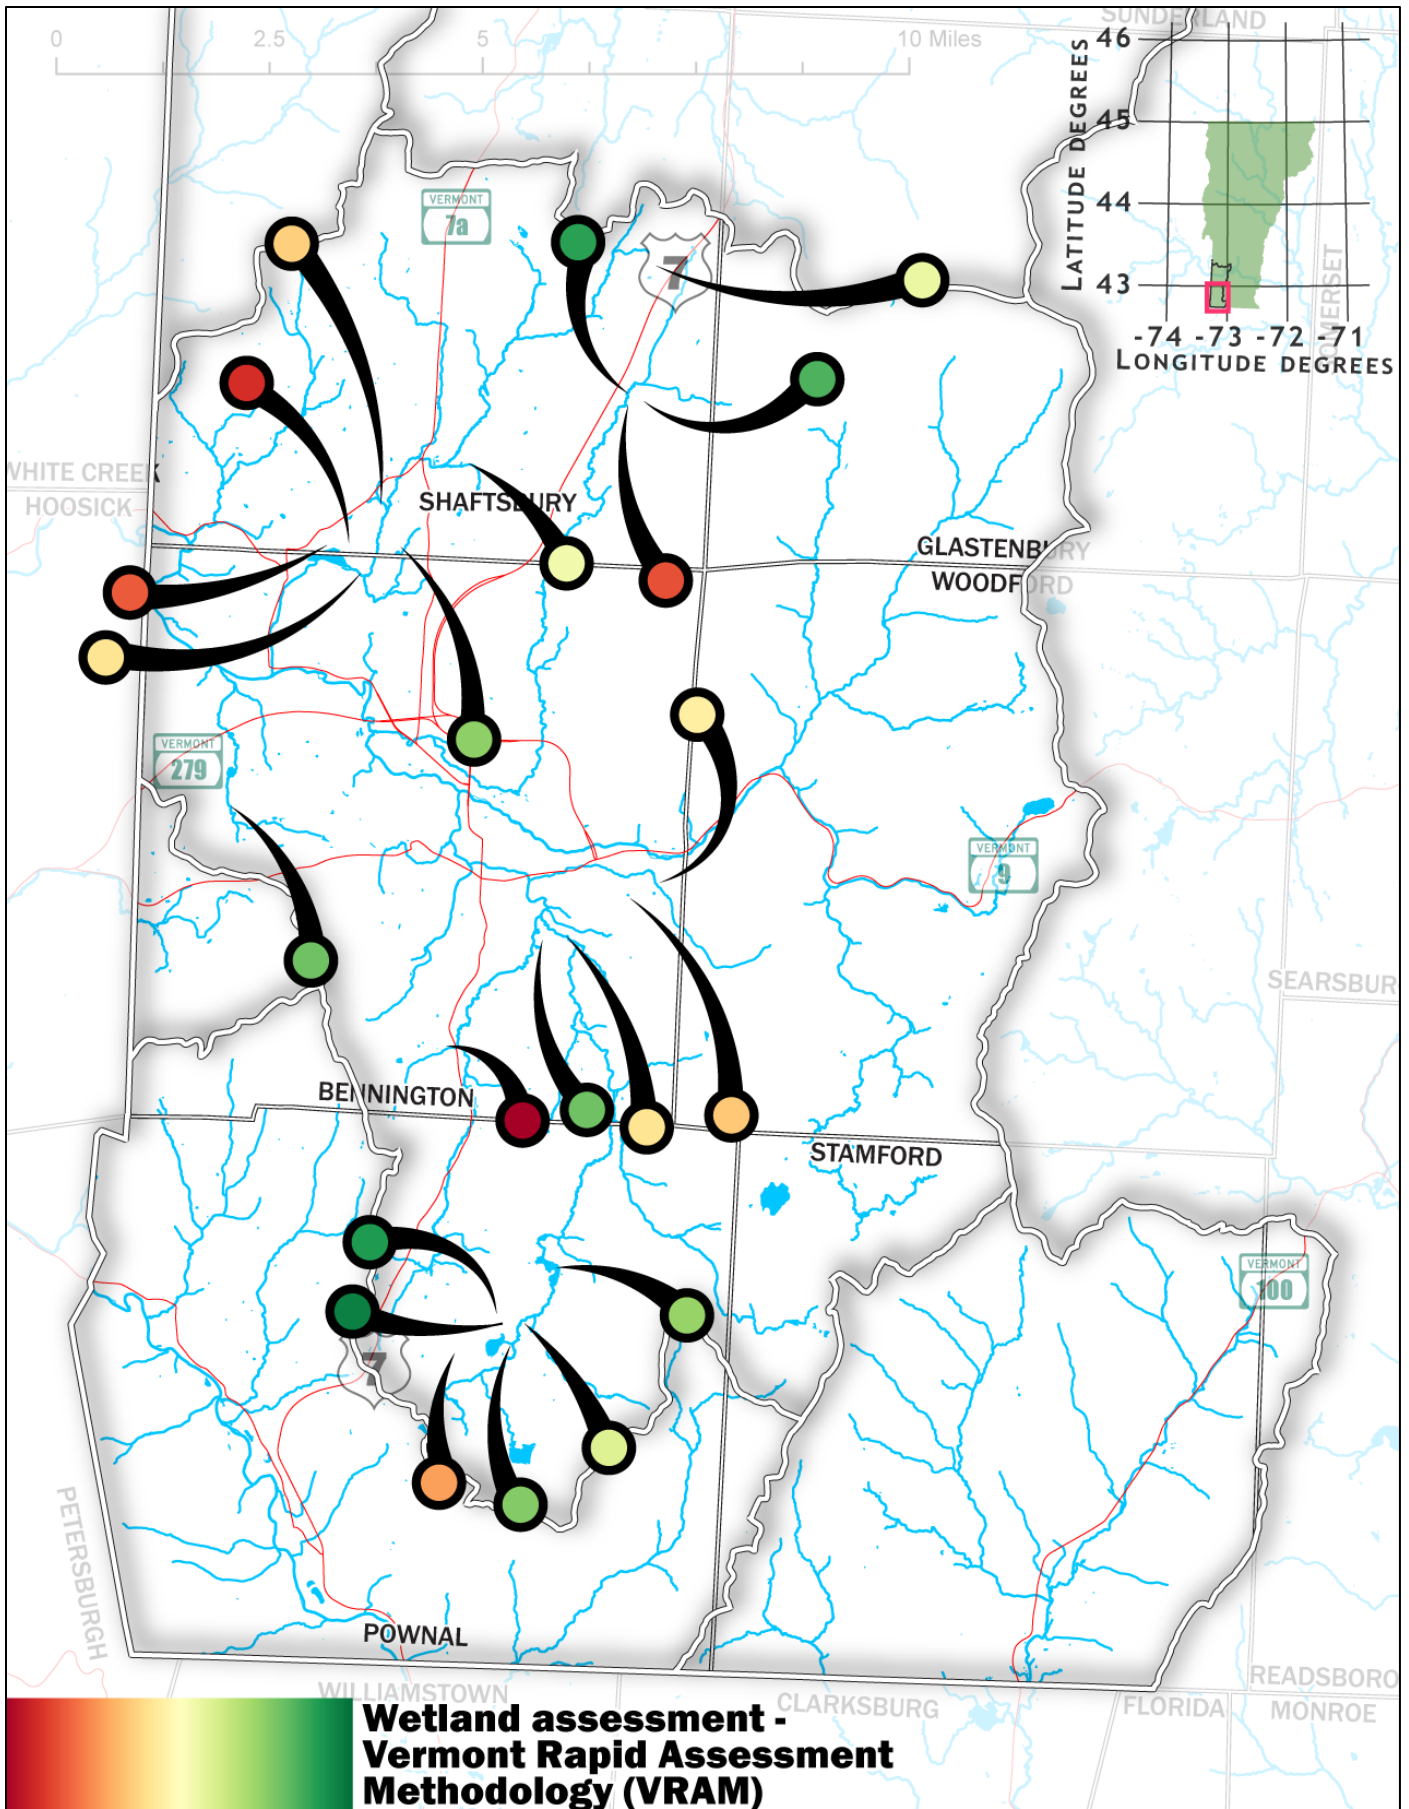 SUNDERLAND
0 2.5 5 10 Miles
46
45
44
43
LATITUDE DEGREES
-74 -73 -72 -71
LONGITUDE DEGREES
SOMERSET
VERMONT
7a
7
WHITE CREEK
HOOSICK
SHAFTSBURY
GLASTENBURY
WOODFORD
VERMONT
279
VERMONT
9
SEARSBUR
BENNINGTON
STAMFORD
VERMONT
100
7
PETERSBURGH
POWNAL
WILLIAMSTOWN
CLARKSBURG
FLORIDA
READSBORO
MONROE
Wetland assessment -
Vermont Rapid Assessment
Methodology (VRAM)